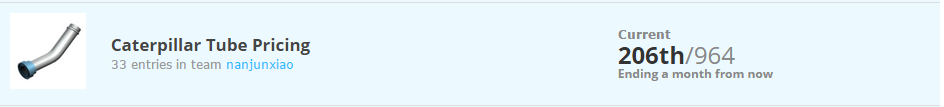 Caterpillar Tube Pricing
33 entries in team nanjunxiao
Current
206th/964
Ending a month from now